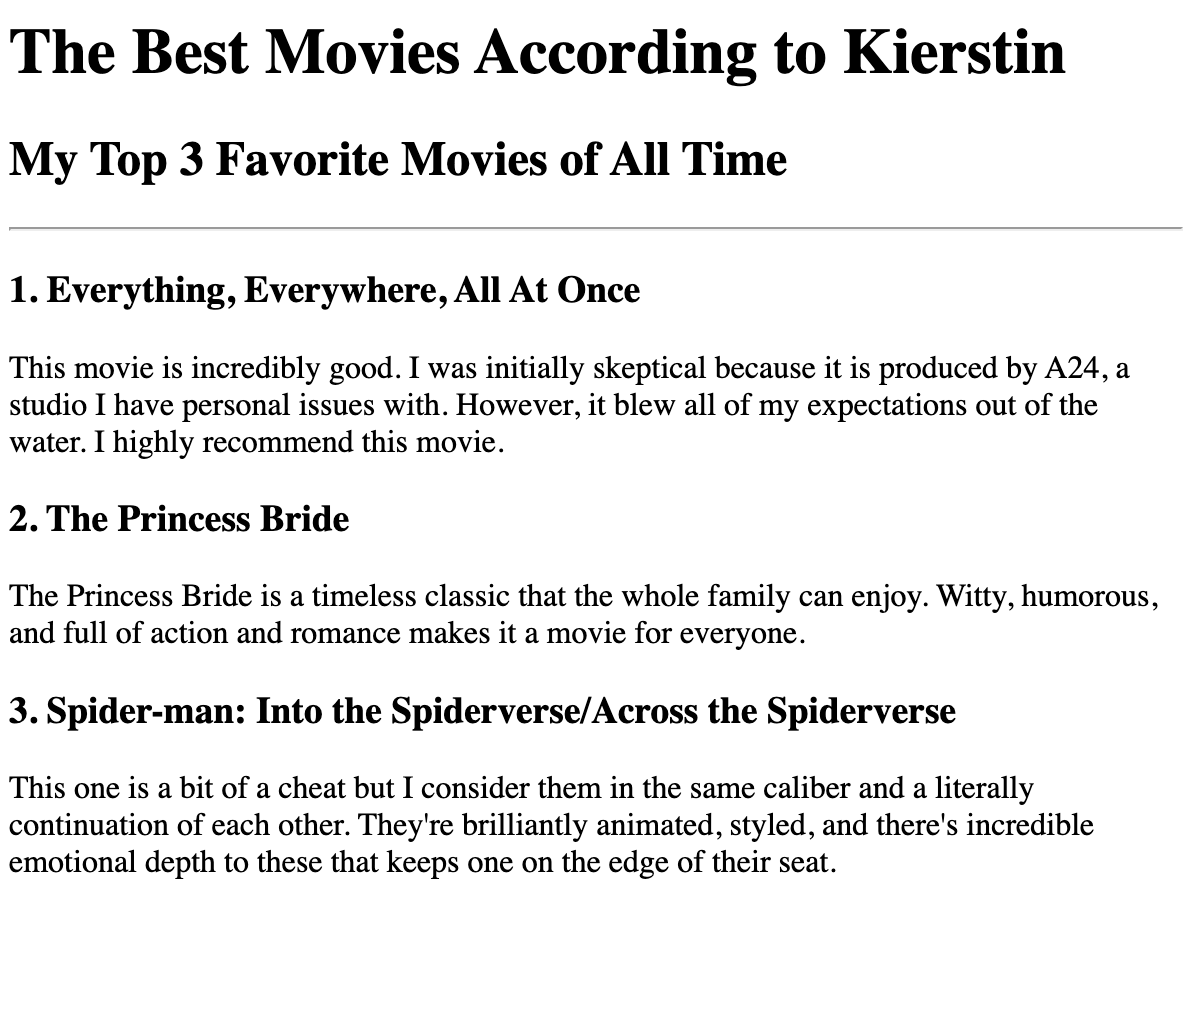 The Best Movies According to Kierstin
My Top 3 Favorite Movies of All Time
1. Everything, Everywhere, All At Once
This movie is incredibly good. I was initially skeptical because it is produced by A24, a
studio I have personal issues with. However, it blew all of my expectations out of the
water. I highly recommend this movie.
2. The Princess Bride
The Princess Bride is a timeless classic that the whole family can enjoy. Witty, humorous,
and full of action and romance makes it a movie for everyone.
3. Spider-man: Into the Spiderverse/Across the Spiderverse
This one is a bit of a cheat but I consider them in the same caliber and a literally
continuation of each other. They're brilliantly animated, styled, and there's incredible
emotional depth to these that keeps one on the edge of their seat.